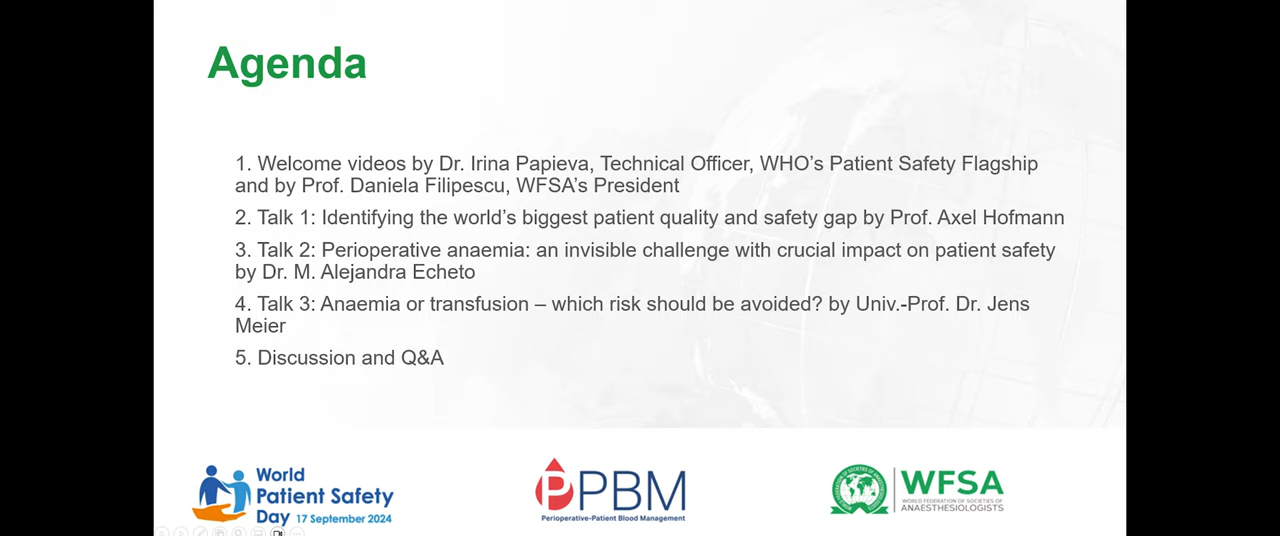 Agenda
1. Welcome videos by Dr. Irina Papieva, Technical Officer, WHO’s Patient Safety Flagship
and by Prof. Daniela Filipescu, WFSA’s President
2. Talk 1: Identifying the world’s biggest patient quality and safety gap by Prof. Axel Hofmann
3. Talk 2: Perioperative anaemia: an invisible challenge with crucial impact on patient safety
by Dr. M. Alejandra Echeto
4. Talk 3: Anaemia or transfusion – which risk should be avoided? by Univ.-Prof. Dr. Jens
Meier
5. Discussion and Q&A
World
Patient Safety
Day 17 September 2024
PPBM
Perioperative-Patient Blood Management
WFSA
WORLD FEDERATION OF SOCIETIES OF
ANAESTHESIOLOGISTS